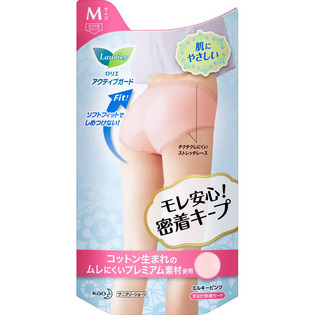 Mサイズ
肌に
やさしい
Laurier
ロリエ
アクティブガード
Fit!
ソフトフィットで
しめつけない!
チクチクしにくい
ストレッチレース
モレ安心!
密着キープ
コットン生まれの
ムレにくいプレミアム素材使用
Kao
サニタリーショーツ
ミルキーピンク